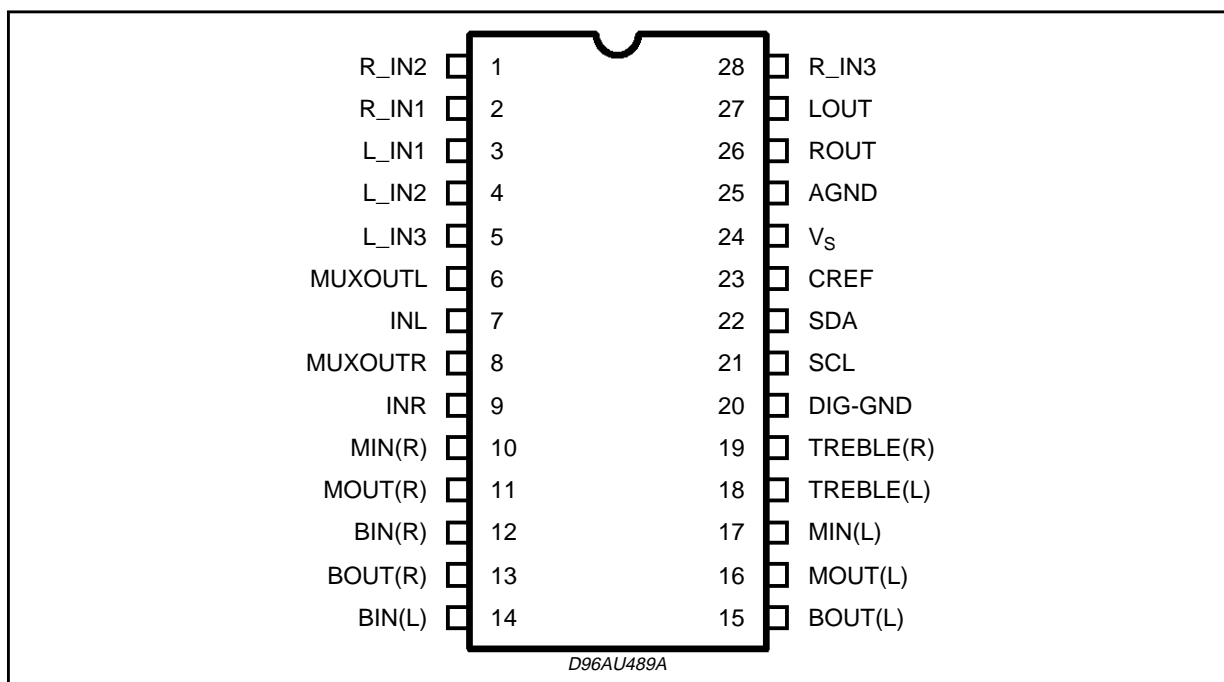 R_IN2 1 28 R_IN3
R_IN1 2 27 LOUT
L_IN1 3 26 ROUT
L_IN2 4 25 AGND
L_IN3 5 24 VS
MUXOUTL 6 23 CREF
INL 7 22 SDA
MUXOUTR 8 21 SCL
INR 9 20 DIG-GND
MIN(R) 10 19 TREBLE(R)
MOUT(R) 11 18 TREBLE(L)
BIN(R) 12 17 MIN(L)
BOUT(R) 13 16 MOUT(L)
BIN(L) 14 15 BOUT(L)
D96AU489A